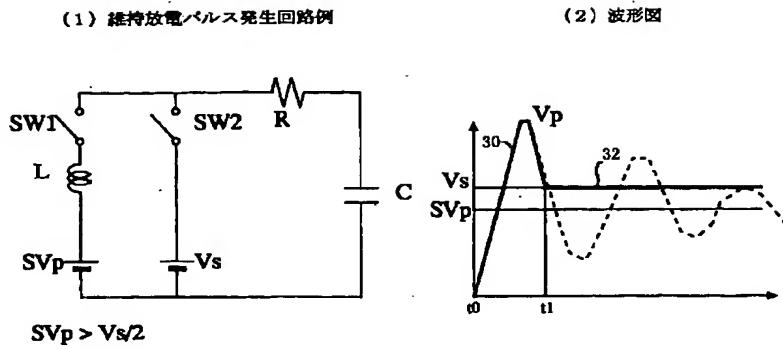 (1) 維持放電パルス発生回路例
(2) 波形図
SW1
SW2
R
L
C
SVp
Vs
SVp > Vs/2
Vp
30
32
Vs
SVp
t0
t1